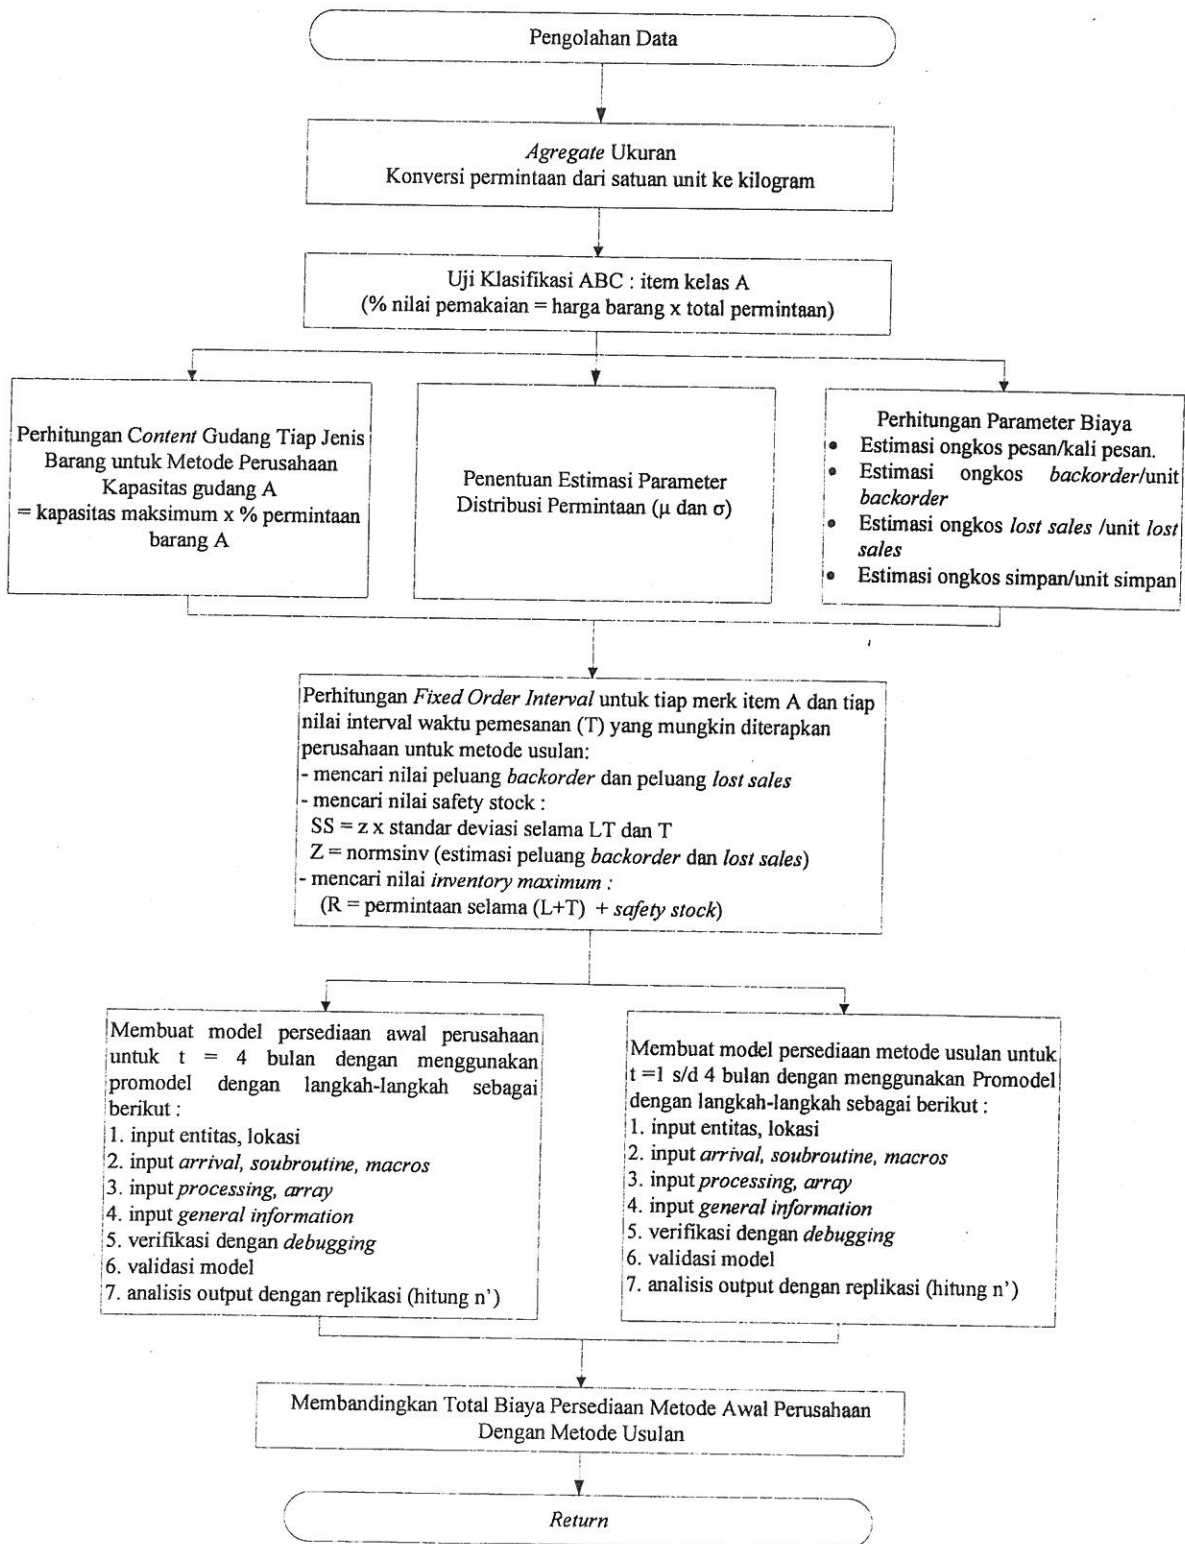 Pengolahan Data
Agregate Ukuran
Konversi permintaan dari satuan unit ke kilogram
Uji Klasifikasi ABC : item kelas A
(% nilai pemakaian = harga barang x total permintaan)
Perhitungan Content Gudang Tiap Jenis
Barang untuk Metode Perusahaan
Kapasitas gudang A
= kapasitas maksimum x % permintaan
barang A
Penentuan Estimasi Parameter
Distribusi Permintaan (μ dan σ)
Perhitungan Parameter Biaya
• Estimasi ongkos pesan/kali pesan.
• Estimasi ongkos backorder/unit
backorder
• Estimasi ongkos lost sales /unit lost
sales
• Estimasi ongkos simpan/unit simpan
Perhitungan Fixed Order Interval untuk tiap merk item A dan tiap
nilai interval waktu pemesanan (T) yang mungkin diterapkan
perusahaan untuk metode usulan:
- mencari nilai peluang backorder dan peluang lost sales
- mencari nilai safety stock :
SS = z x standar deviasi selama LT dan T
Z = normsinv (estimasi peluang backorder dan lost sales)
- mencari nilai inventory maximum :
(R = permintaan selama (L+T) + safety stock)
Membuat model persediaan awal perusahaan
untuk t = 4 bulan dengan menggunakan
promodel dengan langkah-langkah sebagai
berikut :
1. input entitas, lokasi
2. input arrival, soubroutine, macros
3. input processing, array
4. input general information
5. verifikasi dengan debugging
6. validasi model
7. analisis output dengan replikasi (hitung n’)
Membuat model persediaan metode usulan untuk
t =1 s/d 4 bulan dengan menggunakan Promodel
dengan langkah-langkah sebagai berikut :
1. input entitas, lokasi
2. input arrival, soubroutine, macros
3. input processing, array
4. input general information
5. verifikasi dengan debugging
6. validasi model
7. analisis output dengan replikasi (hitung n’)
Membandingkan Total Biaya Persediaan Metode Awal Perusahaan
Dengan Metode Usulan
Return